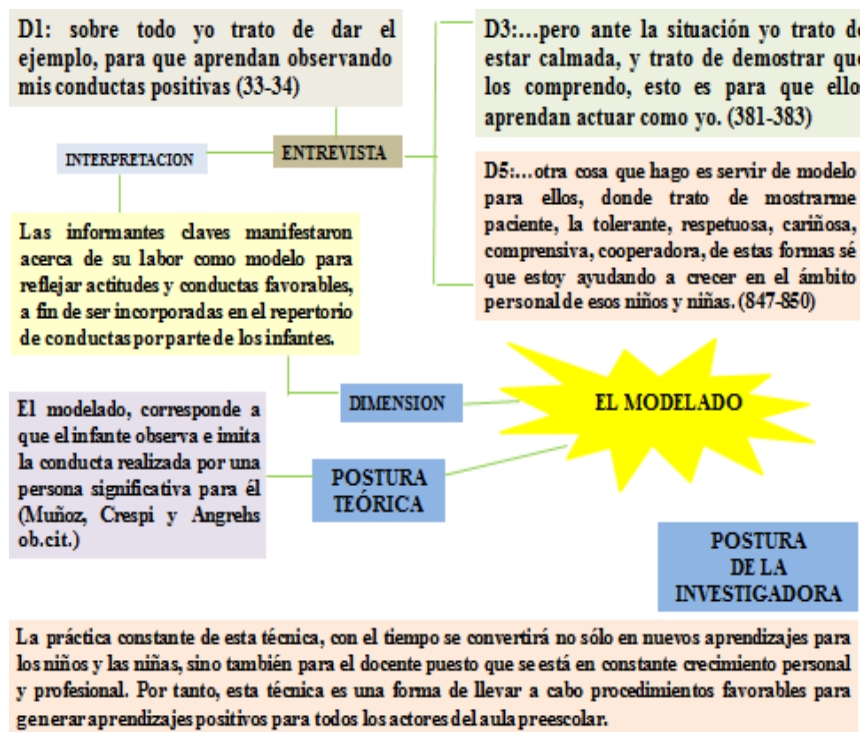 D1: sobre todo yo trato de dar el
ejemplo, para que aprendan observando
mis conductas positivas (33-34)
D3:…pero ante la situación yo trato de
estar calmada, y trato de demostrar que
los comprendo, esto es para que ello
aprendan actuar como yo. (381-383)
INTERPRETACION
ENTREVISTA
D5:…otra cosa que hago es servir de modelo
para ellos, donde trato de mostrarme
paciente, la tolerante, respetuosa, cariñosa,
comprensiva, cooperadora, de estas formas sé
que estoy ayudando a crecer en el ámbito
personal de esos niños y niñas. (847-850)
Las informantes claves manifestaron
acerca de su labor como modelo para
reflejar actitudes y conductas favorables,
a fin de ser incorporadas en el repertorio
de conductas por parte de los infantes.
DIMENSION
EL MODELADO
El modelado, corresponde a
que el infante observa e imita
la conducta realizada por una
persona significativa para él
(Muñoz, Crespi y Angrehs
ob.cit.)
POSTURA
TEÓRICA
POSTURA
DE LA
INVESTIGADORA
La práctica constante de esta técnica, con el tiempo se convertirá no sólo en nuevos aprendizajes para
los niños y las niñas, sino también para el docente puesto que se está en constante crecimiento personal
y profesional. Por tanto, esta técnica es una forma de llevar a cabo procedimientos favorables para
generar aprendizajes positivos para todos los actores del aula preescolar.